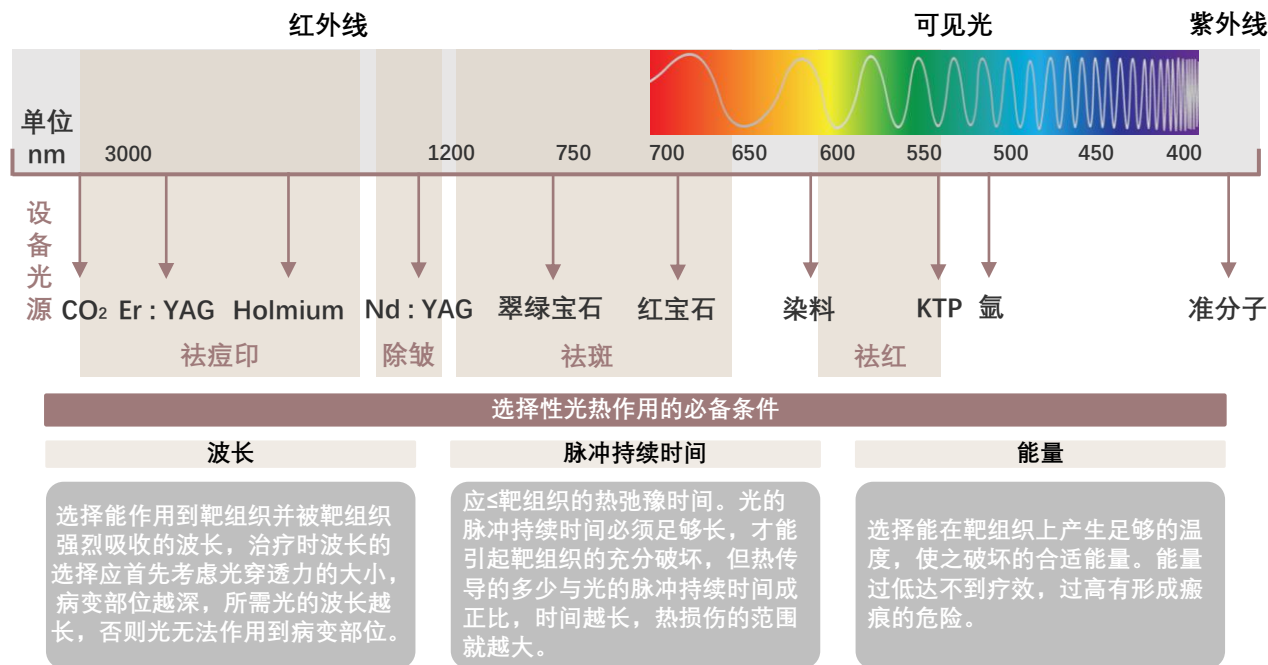 红外线 可见光 紫外线
单位
nm 3000 1200 750 700 650 600 550 500 450 400
设备光源
CO₂ Er : YAG Holmium Nd : YAG 翠绿宝石 红宝石 染料 KTP 氩 准分子
祛痘印 除皱 祛斑 祛红
选择性光热作用的必备条件
波长
选择能作用到靶组织并被靶组织
强烈吸收的波长，治疗时波长的
选择应首先考虑光穿透力的大小，
病变部位越深，所需光的波长越
长，否则光无法作用到病变部位。
脉冲持续时间
应≤靶组织的热弛豫时间。光的
脉冲持续时间必须足够长，才能
引起靶组织的充分破坏，但热传
导的多少与光的脉冲持续时间成
正比，时间越长，热损伤的范围
就越大。
能量
选择能在靶组织上产生足够的温
度，使之破坏的合适能量。能量
过低达不到疗效，过高有形成瘢
痕的危险。